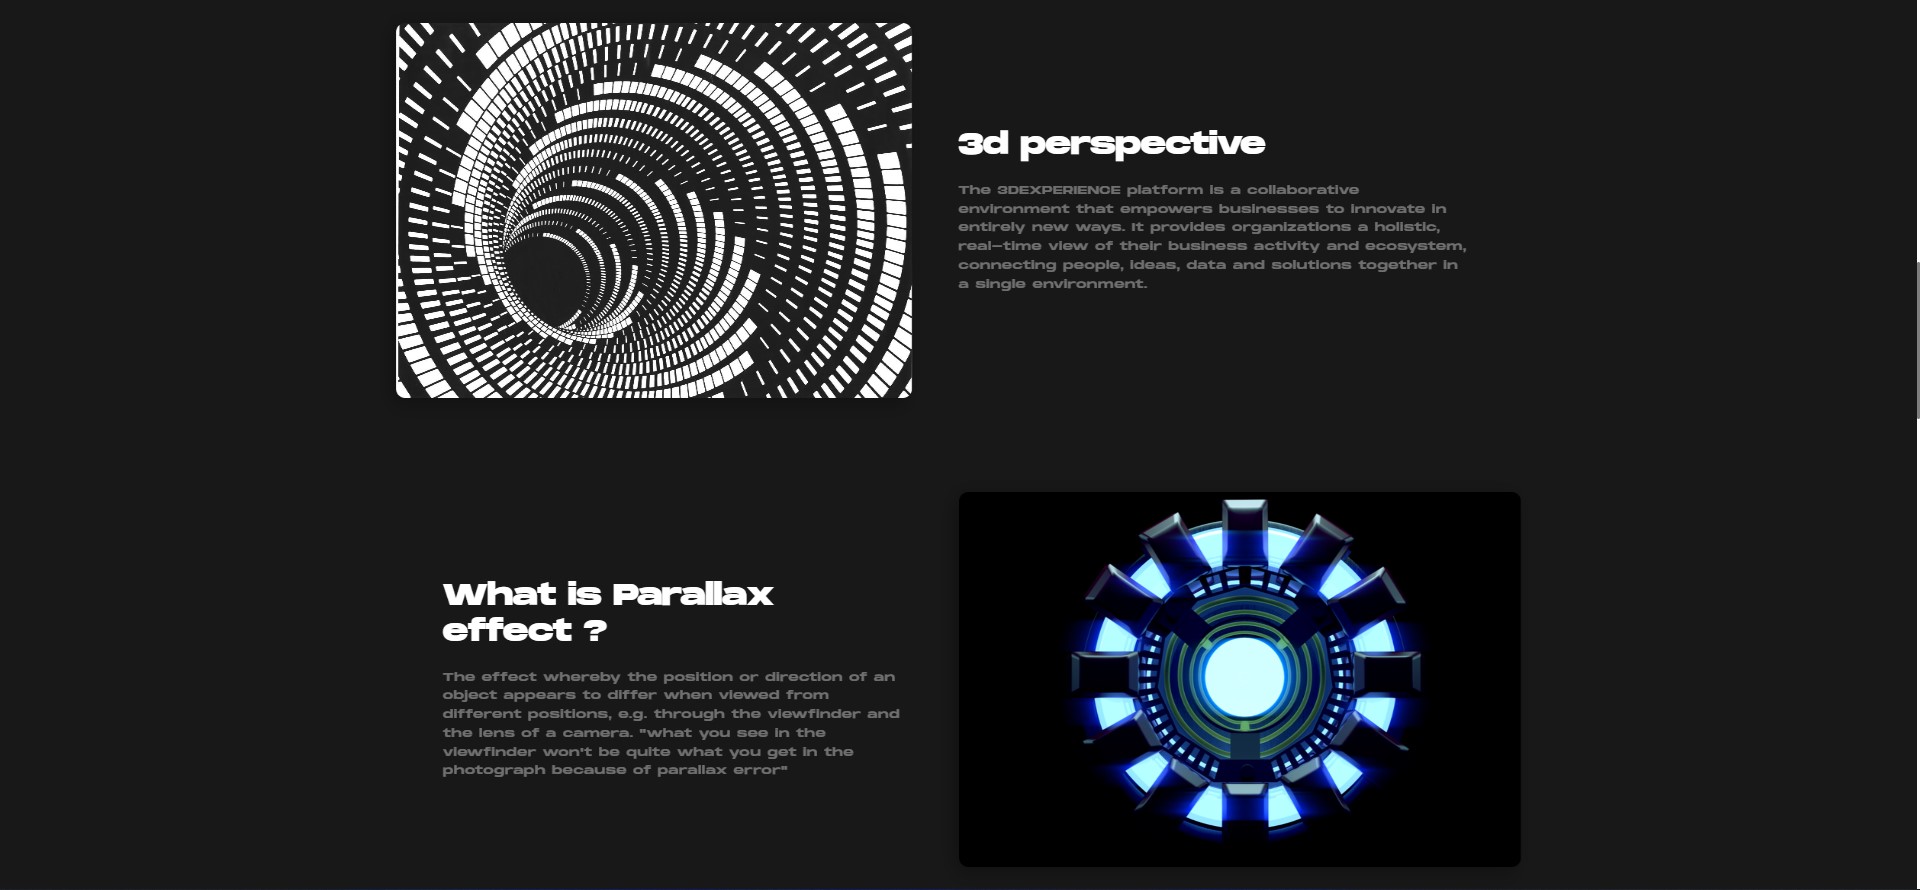 3d perspective
The 3DEXPERIENCE platform is a collaborative
environment that empowers businesses to innovate in
entirely new ways. It provides organizations a holistic,
real-time view of their business activity and ecosystem,
connecting people, ideas, data and solutions together in
a single environment.
What is Parallax
effect ?
The effect whereby the position or direction of an
object appears to differ when viewed from
different positions, e.g. through the viewfinder and
the lens of a camera. "what you see in the
viewfinder won't be quite what you get in the
photograph because of parallax error"